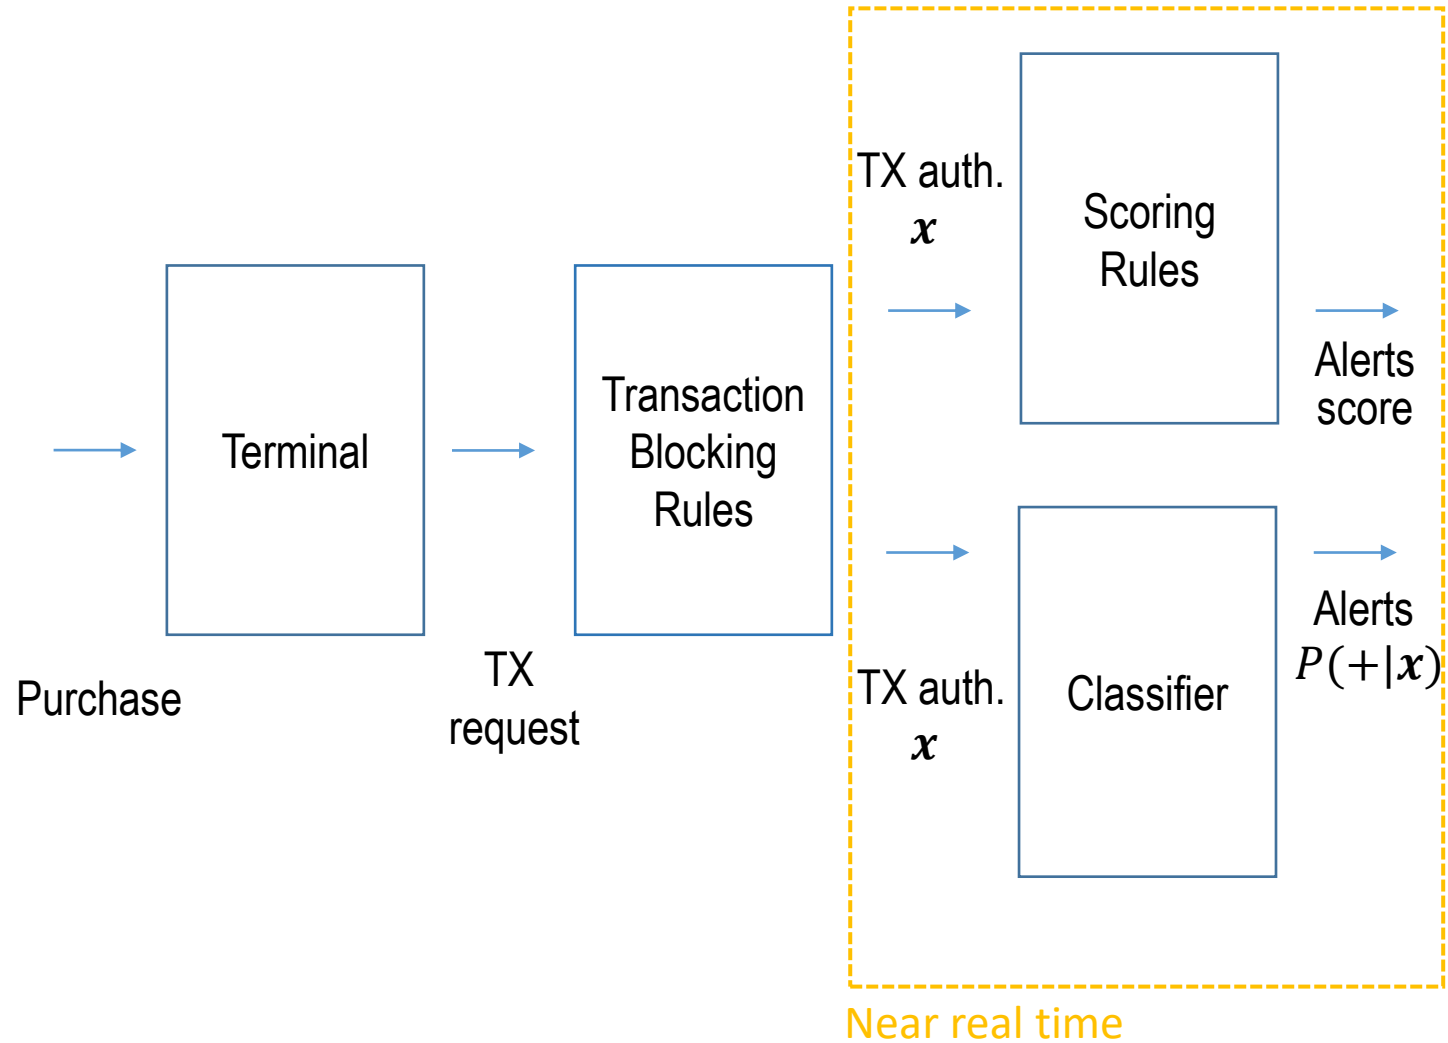 Purchase
Terminal
TX
request
Transaction
Blocking
Rules
TX auth.
x
Scoring
Rules
Alerts
score
TX auth.
x
Classifier
Alerts
P(+|x)
Near real time